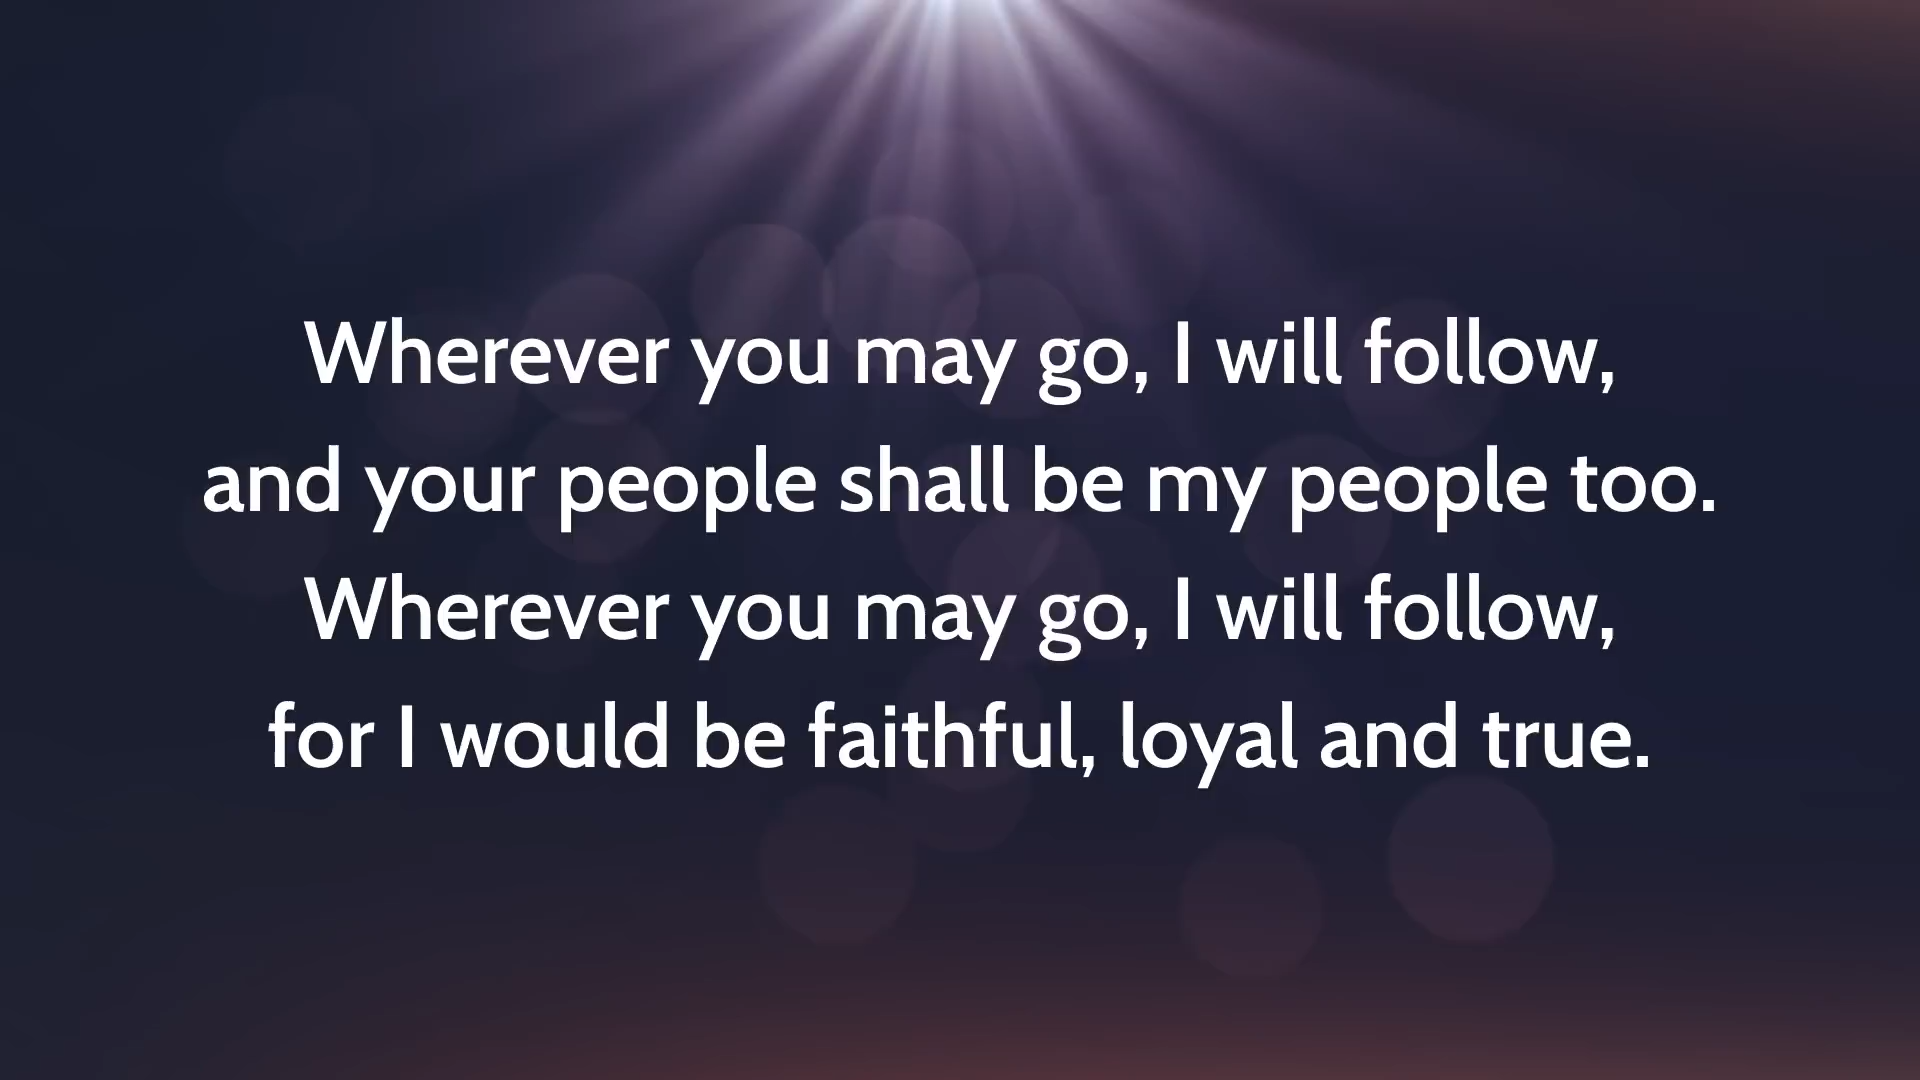 Wherever you may go, I will follow,
and your people shall be my people too.
Wherever you may go, I will follow,
for I would be faithful, loyal and true.